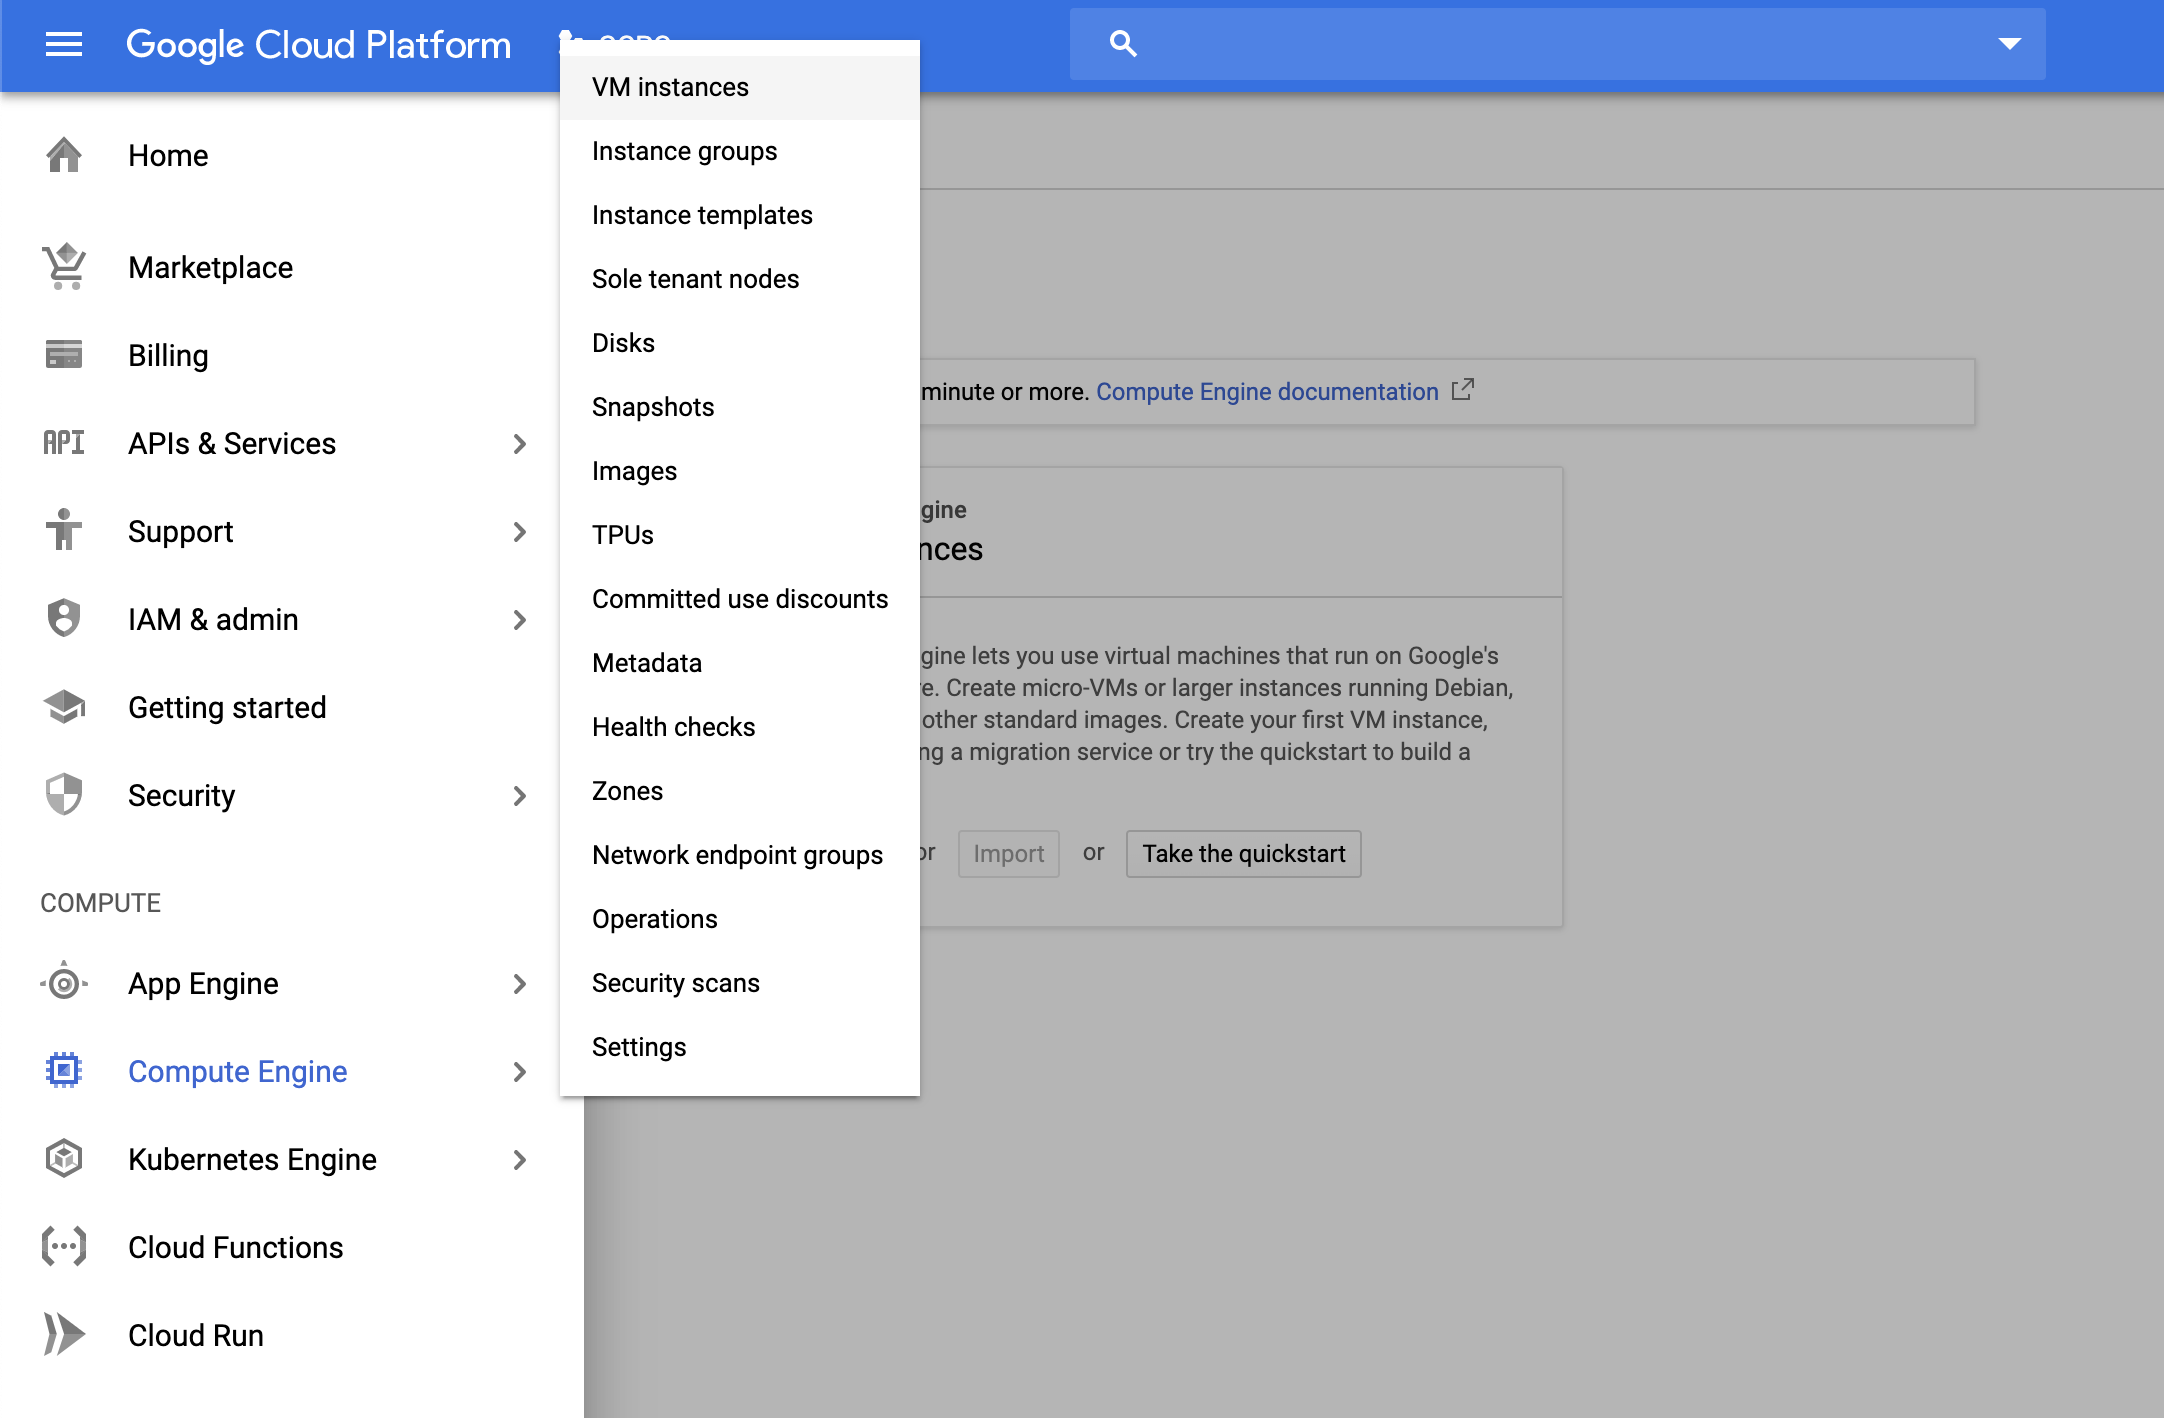 Google Cloud Platform
Home
Marketplace
Billing
API
APIs & Services
Support
IAM & admin
Getting started
Security
COMPUTE
App Engine
Compute Engine
Kubernetes Engine
Cloud Functions
Cloud Run
VM instances
Instance groups
Instance templates
Sole tenant nodes
Disks
Snapshots
Images
TPUs
Committed use discounts
Metadata
Health checks
Zones
Network endpoint groups
Operations
Security scans
Settings
minute or more. Compute Engine documentation
gine
nces
gine lets you use virtual machines that run on Google's
re. Create micro-VMs or larger instances running Debian,
other standard images. Create your first VM instance,
ng a migration service or try the quickstart to build a
or Import or Take the quickstart